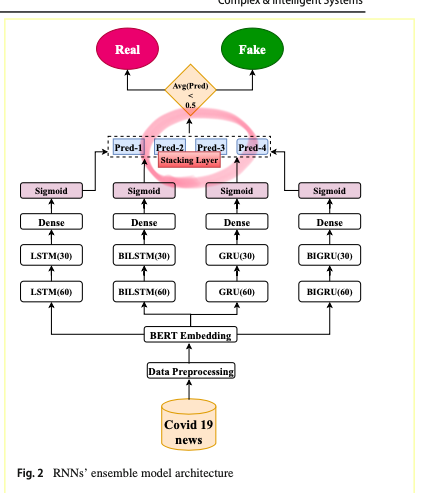 Complex & Intelligent Systems
Real
Fake
Avg(Pred)
<
0.5
Pred-1
Pred-2
Pred-3
Pred-4
Stacking Layer
Sigmoid
Sigmoid
Sigmoid
Sigmoid
Dense
Dense
Dense
Dense
LSTM(30)
BILSTM(30)
GRU(30)
BIGRU(30)
LSTM(60)
BILSTM(60)
GRU(60)
BIGRU(60)
BERT Embedding
Data Preprocessing
Covid 19
news
Fig. 2 RNNs' ensemble model architecture